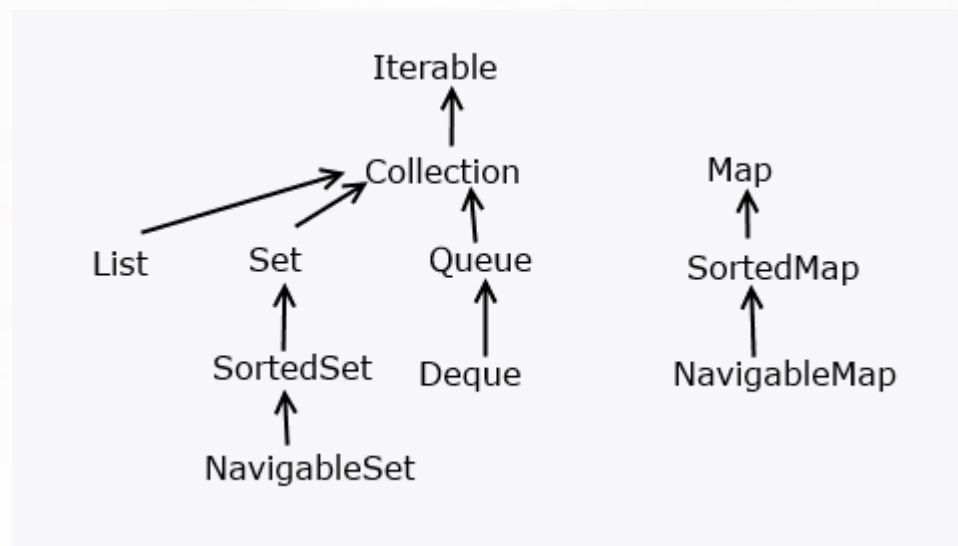 Iterable
Collection
Map
List
Set
Queue
SortedMap
SortedSet
Deque
NavigableMap
NavigableSet